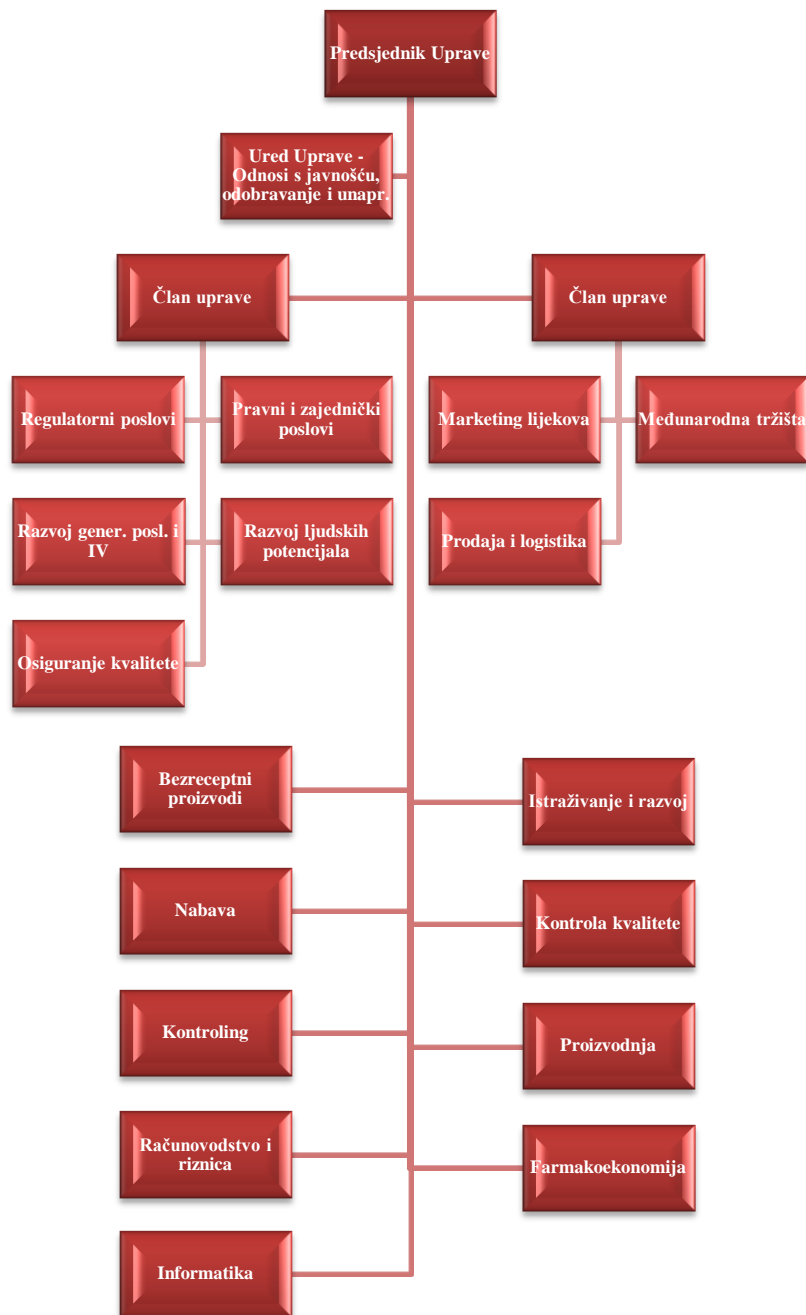 Predsjednik Uprave
Ured Uprave -
Odnosi s javnošću,
odobravanje i unapr.
Član uprave
Član uprave
Regulatorni poslovi
Pravni i zajednički
poslovi
Marketing lijekova
Međunarodna tržišta
Razvoj gener. posl. i
IV
Razvoj ljudskih
potencijala
Prodaja i logistika
Osiguranje kvalitete
Bezreceptni
proizvodi
Istraživanje i razvoj
Nabava
Kontrola kvalitete
Kontroling
Proizvodnja
Računovodstvo i
riznica
Farmakoekonomija
Informatika